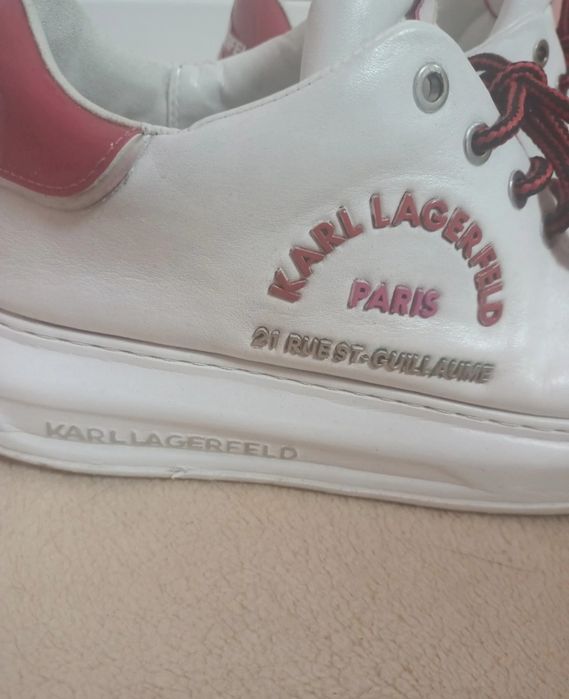 KARL LAGERFELD
PARIS
21 RUE ST-GUILLAUME
KARL LAGERFELD